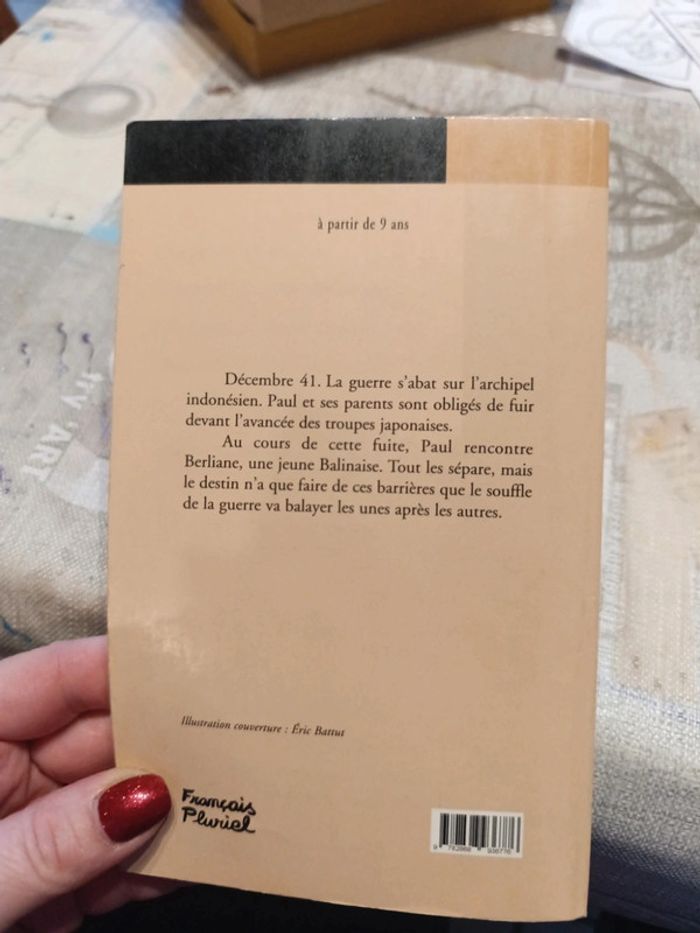 à partir de 9 ans
Décembre 41. La guerre s'abat sur l'archipel
indonésien. Paul et ses parents sont obligés de fuir
devant l'avancée des troupes japonaises.
Au cours de cette fuite, Paul rencontre
Berliane, une jeune Balinaise. Tout les sépare, mais
le destin n'a que faire de ces barrières que le souffle
de la guerre va balayer les unes après les autres.
Illustration couverture : Éric Battut
Français
Pluriel